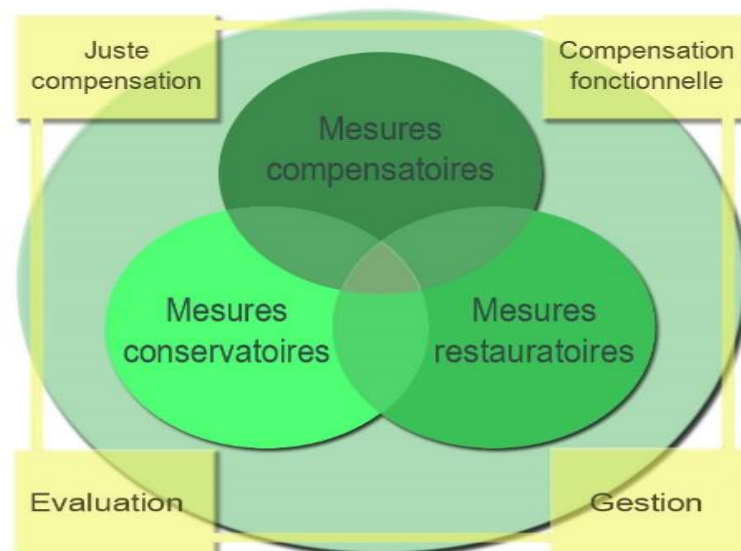 Juste
compensation
Compensation
fonctionnelle
Mesures
compensatoires
Mesures
conservatoires
Mesures
restauratoires
Evaluation
Gestion